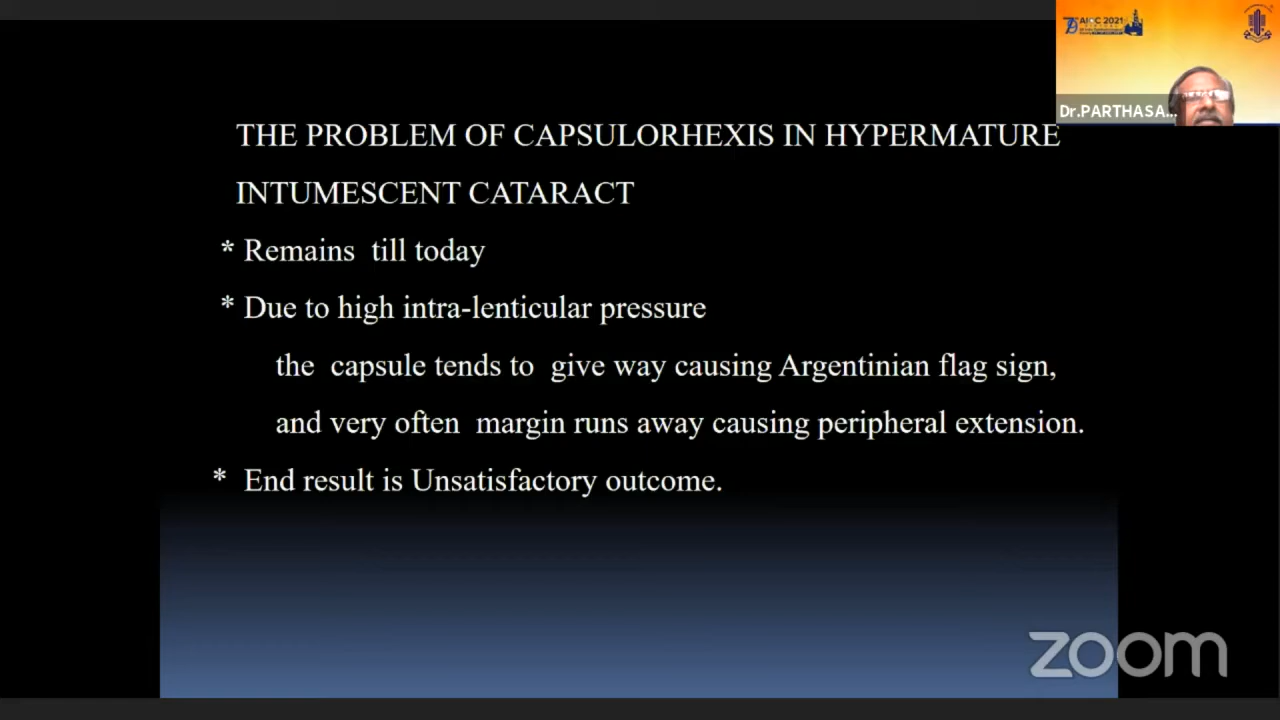 AIOC 2021
Dr.PARTHASA...
THE PROBLEM OF CAPSULORHEXIS IN HYPERMATURE
INTUMESCENT CATARACT
* Remains till today
* Due to high intra-lenticular pressure
the capsule tends to give way causing Argentinian flag sign,
and very often margin runs away causing peripheral extension.
* End result is Unsatisfactory outcome.
zoom